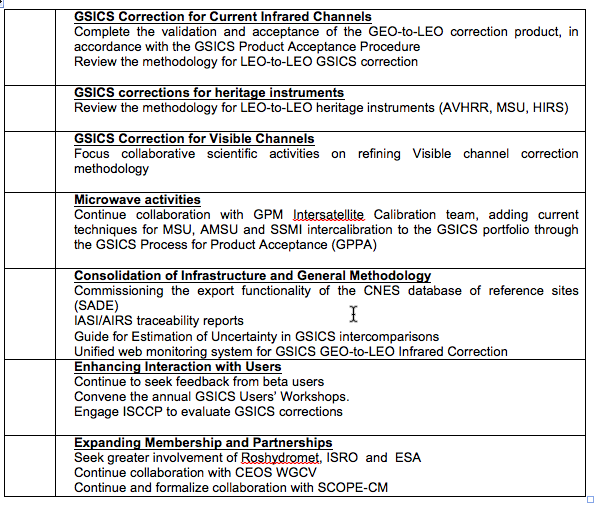 GSICS Correction for Current Infrared Channels
Complete the validation and acceptance of the GEO-to-LEO correction product, in
accordance with the GSICS Product Acceptance Procedure
Review the methodology for LEO-to-LEO GSICS correction
GSICS corrections for heritage instruments
Review the methodology for LEO-to-LEO heritage instruments (AVHRR, MSU, HIRS)
GSICS Correction for Visible Channels
Focus collaborative scientific activities on refining Visible channel correction
methodology
Microwave activities
Continue collaboration with GPM Intersatellite Calibration team, adding current
techniques for MSU, AMSU and SSMI intercalibration to the GSICS portfolio through
the GSICS Process for Product Acceptance (GPPA)
Consolidation of Infrastructure and General Methodology
Commissioning the export functionality of the CNES database of reference sites
(SADE)
IASI/AIRS traceability reports
Guide for Estimation of Uncertainty in GSICS intercomparisons
Unified web monitoring system for GSICS GEO-to-LEO Infrared Correction
Enhancing Interaction with Users
Continue to seek feedback from beta users
Convene the annual GSICS Users' Workshops.
Engage ISCCP to evaluate GSICS corrections
Expanding Membership and Partnerships
Seek greater involvement of Roshydromet, ISRO and ESA
Continue collaboration with CEOS WGCV
Continue and formalize collaboration with SCOPE-CM